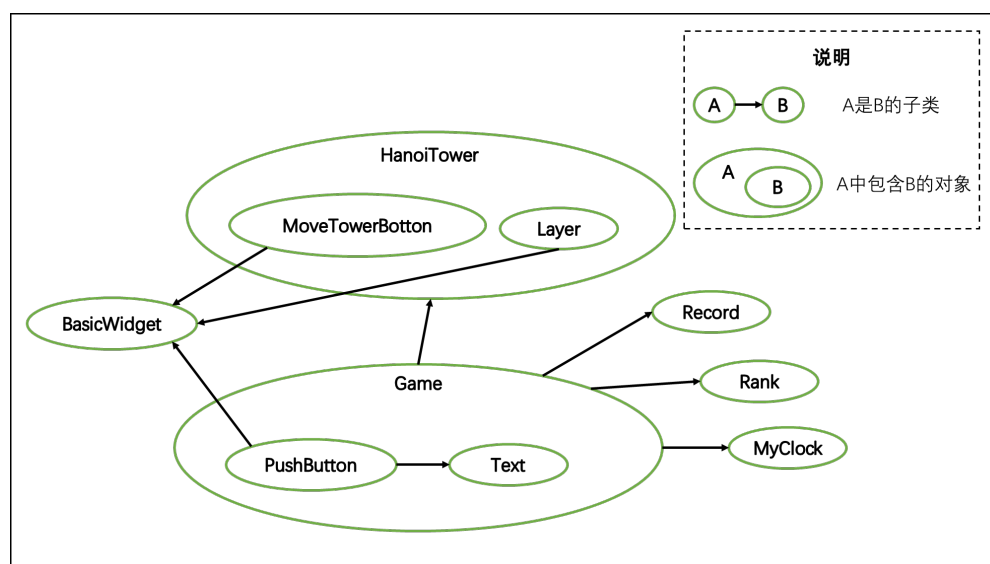 说明
A
B
A是B的子类
A
B
A中包含B的对象
HanoiTower
MoveTowerBotton
Layer
BasicWidget
Record
Game
Rank
MyClock
PushButton
Text